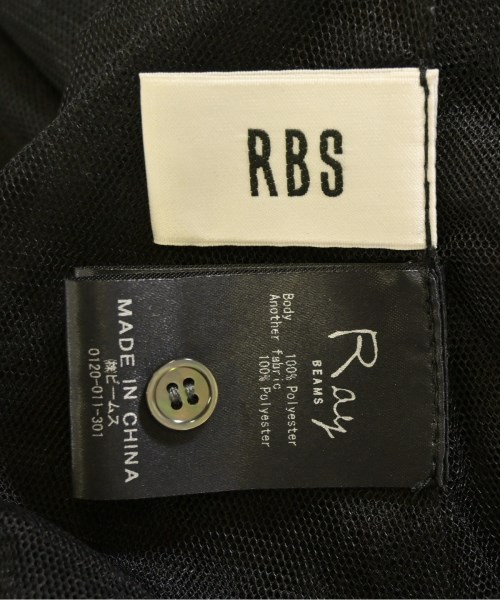 RBS
Ray
BEAMS
Body 100% Polyester
Another fabric
100% Polyester
MADE IN CHINA
㈱ビームス
0120-011-301